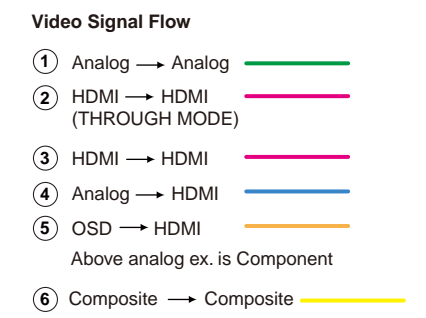 Video Signal Flow
1 Analog → Analog
2 HDMI → HDMI
(THROUGH MODE)
3 HDMI → HDMI
4 Analog → HDMI
5 OSD → HDMI
Above analog ex. is Component
6 Composite → Composite